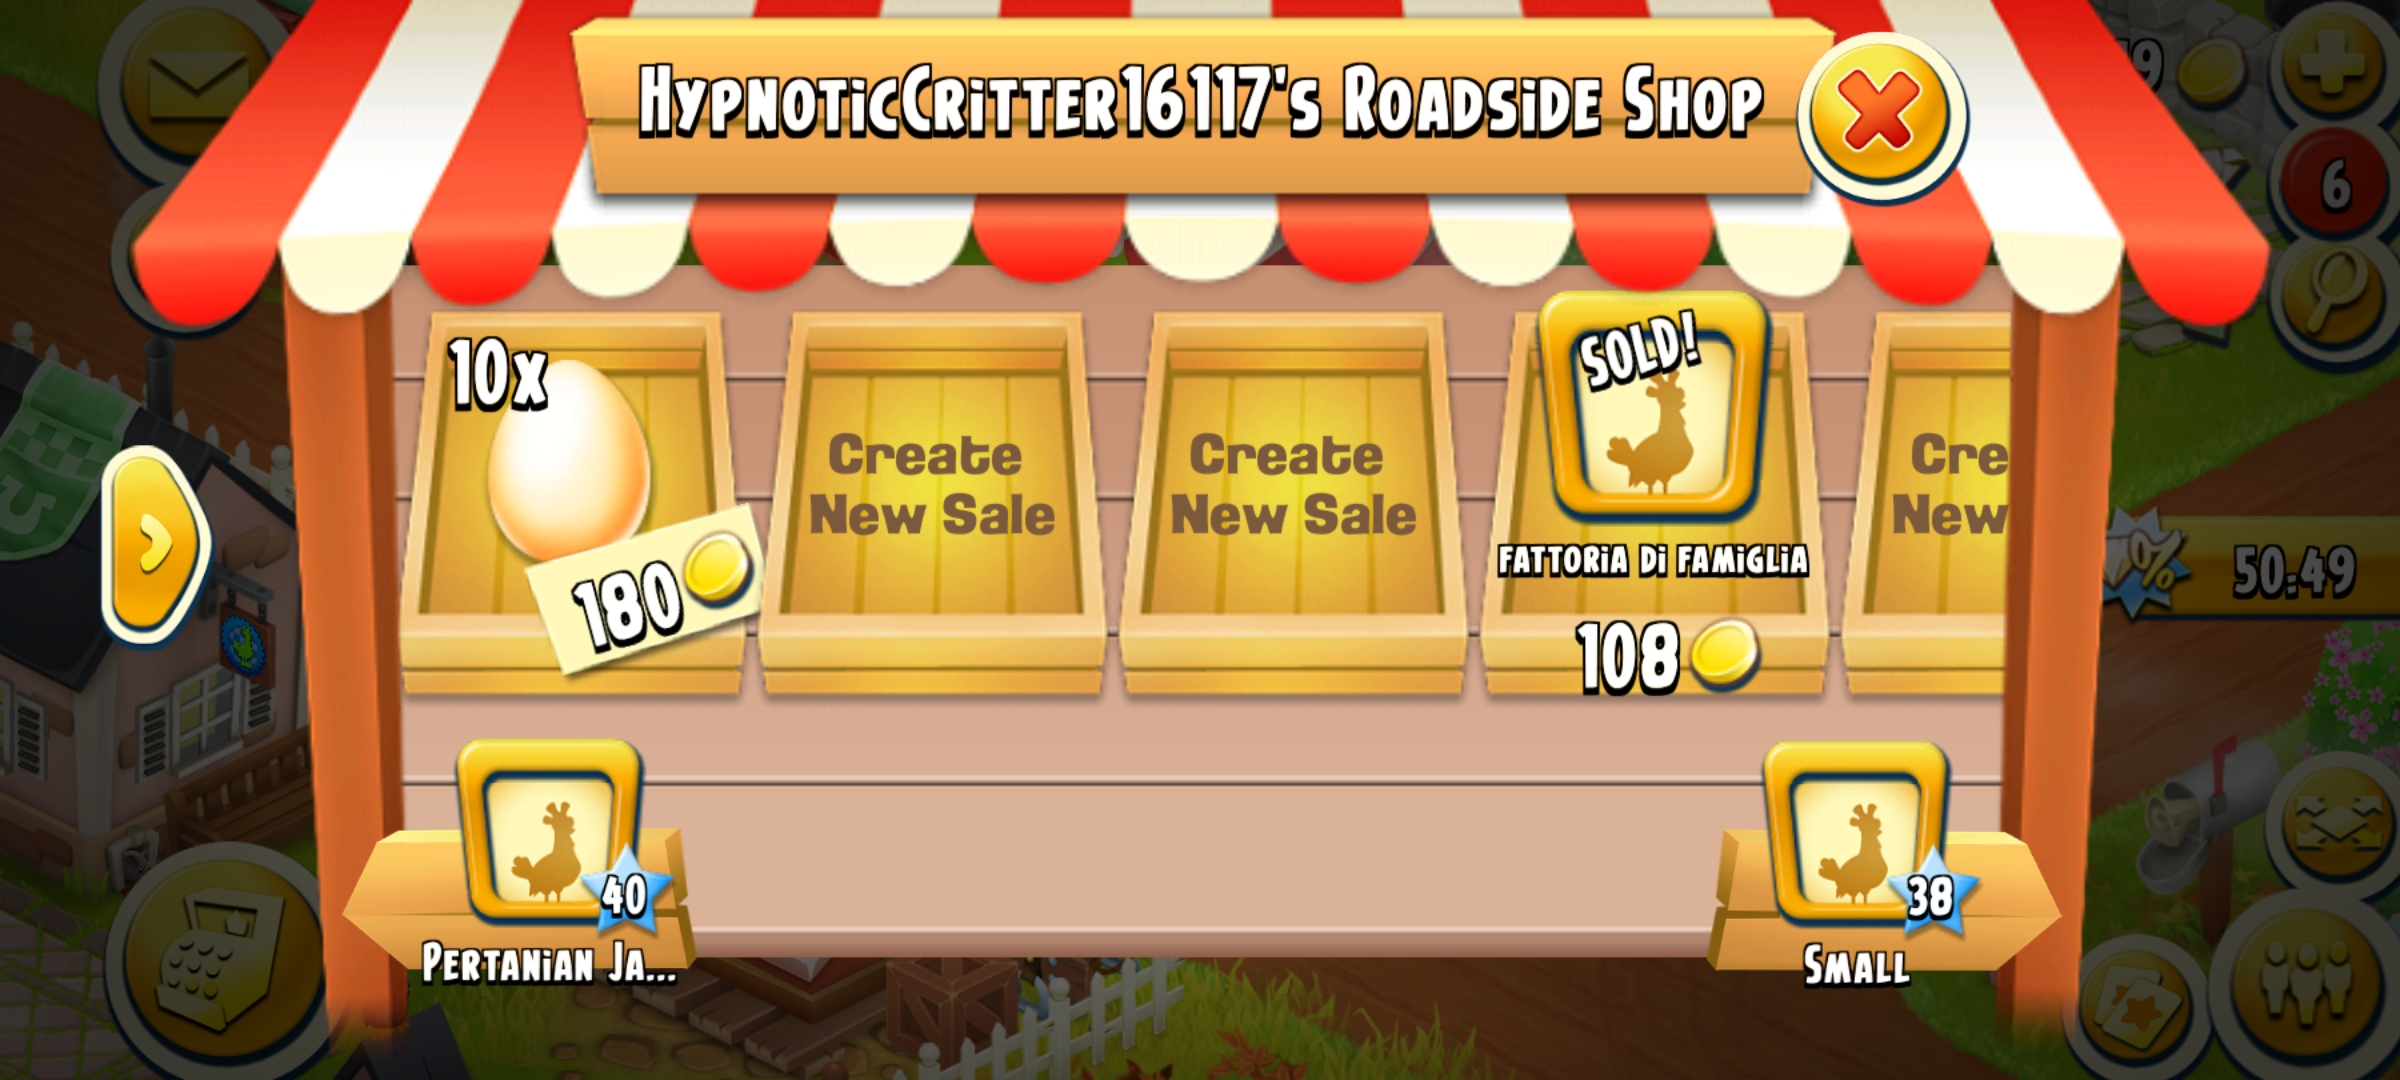 HypnoticCritter16117's Roadside Shop
6
10x
180
Create
New Sale
Create
New Sale
SOLD!
FATTORIA DI FAMIGLIA
108
Cre
New
50:49
40
Pertanian Ja...
38
Small